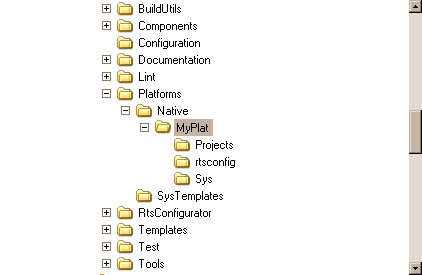 BuildUtils
Components
Configuration
Documentation
Lint
Platforms
Native
MyPlat
Projects
rtsconfig
Sys
SysTemplates
RtsConfigurator
Templates
Test
Tools